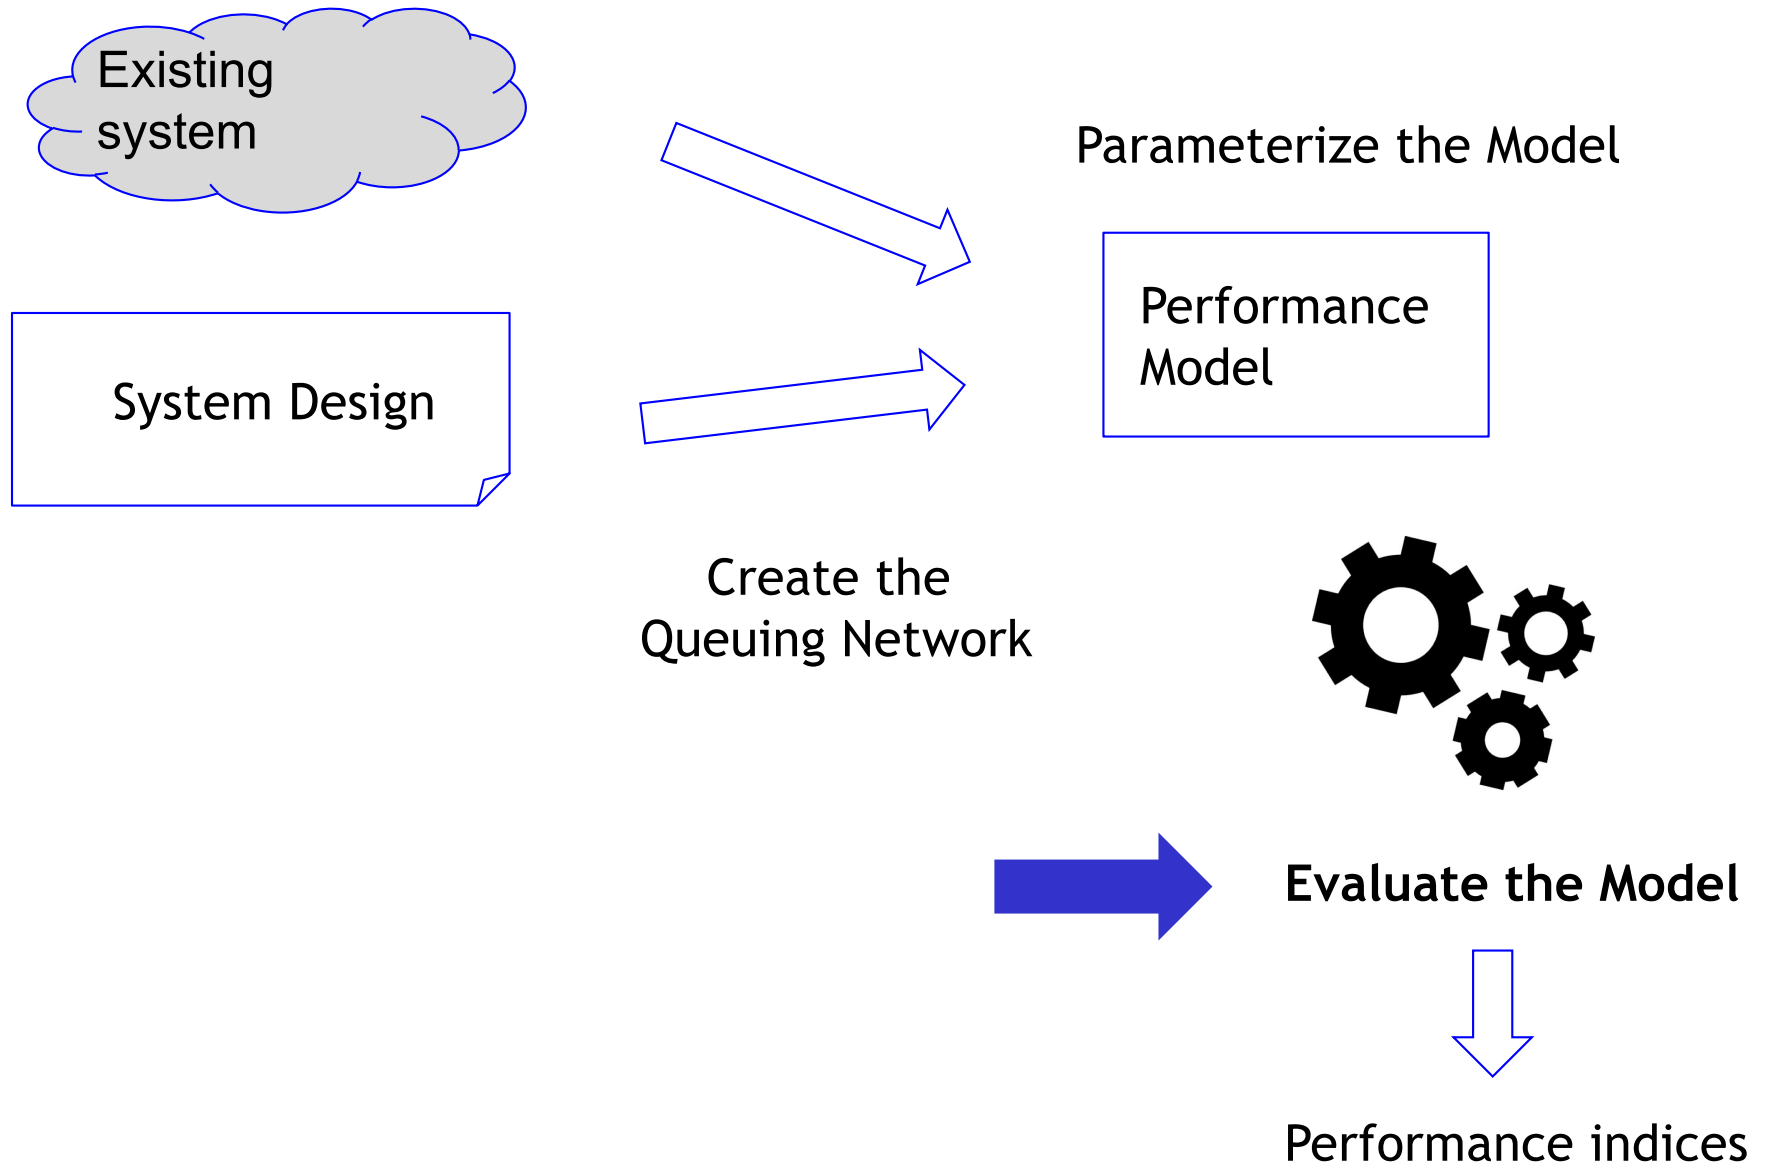 Existing
system
Parameterize the Model
Performance
Model
System Design
Create the
Queuing Network
Evaluate the Model
Performance indices